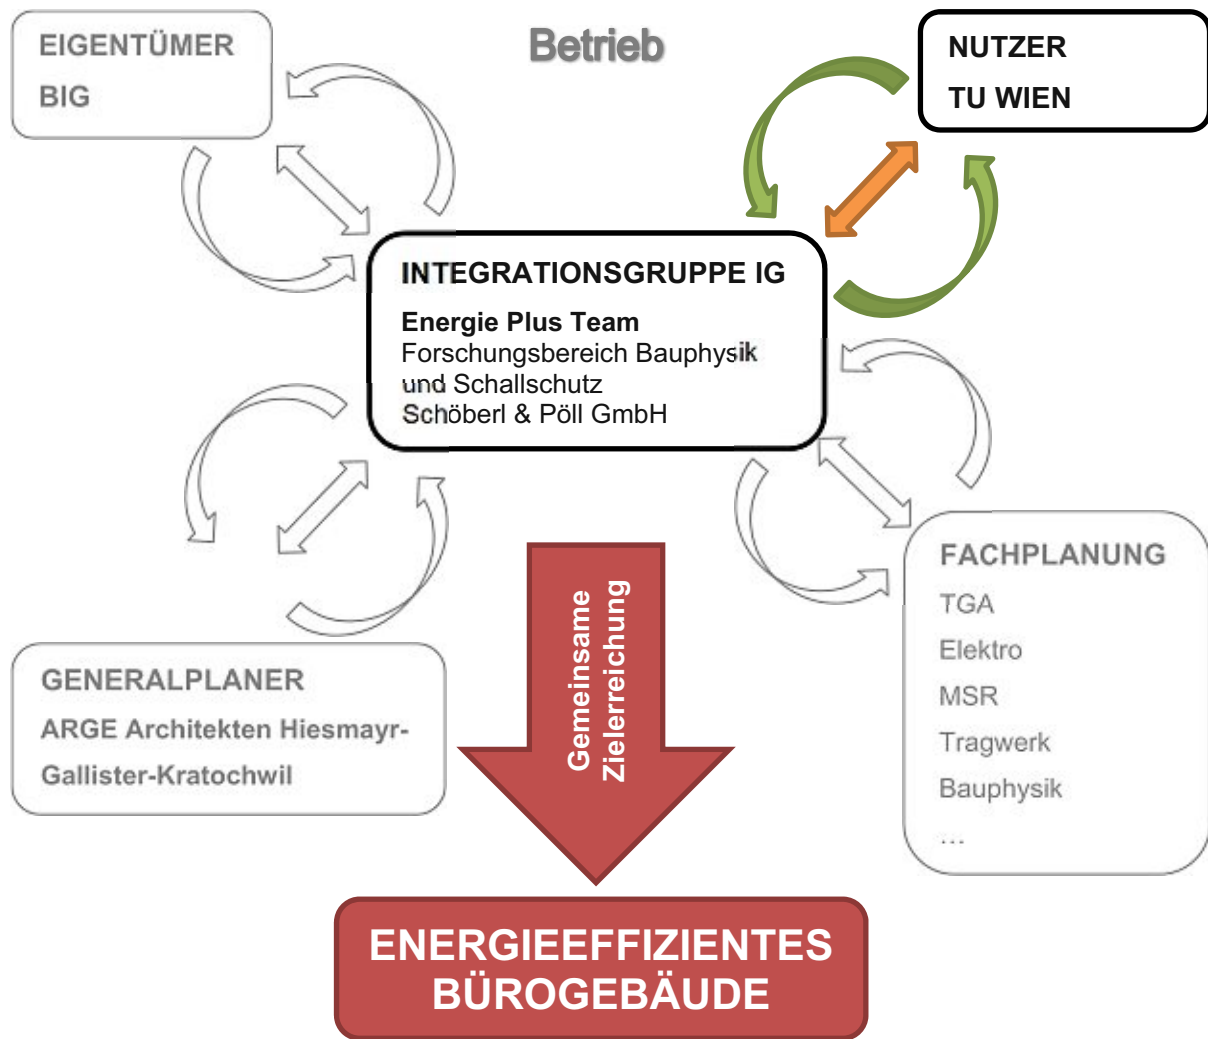 Betrieb
EIGENTÜMER
BIG
NUTZER
TU WIEN
INTEGRATIONSGRUPPE IG
Energie Plus Team
Forschungsbereich Bauphysik
und Schallschutz
Schöberl & Pöll GmbH
GENERALPLANER
ARGE Architekten Hiesmayr-
Gallister-Kratochwil
FACHPLANUNG
TGA
Elektro
MSR
Tragwerk
Bauphysik
…
Gemeinsame
Zielerreichung
ENERGIEEFFIZIENTES
BÜROGEBÄUDE